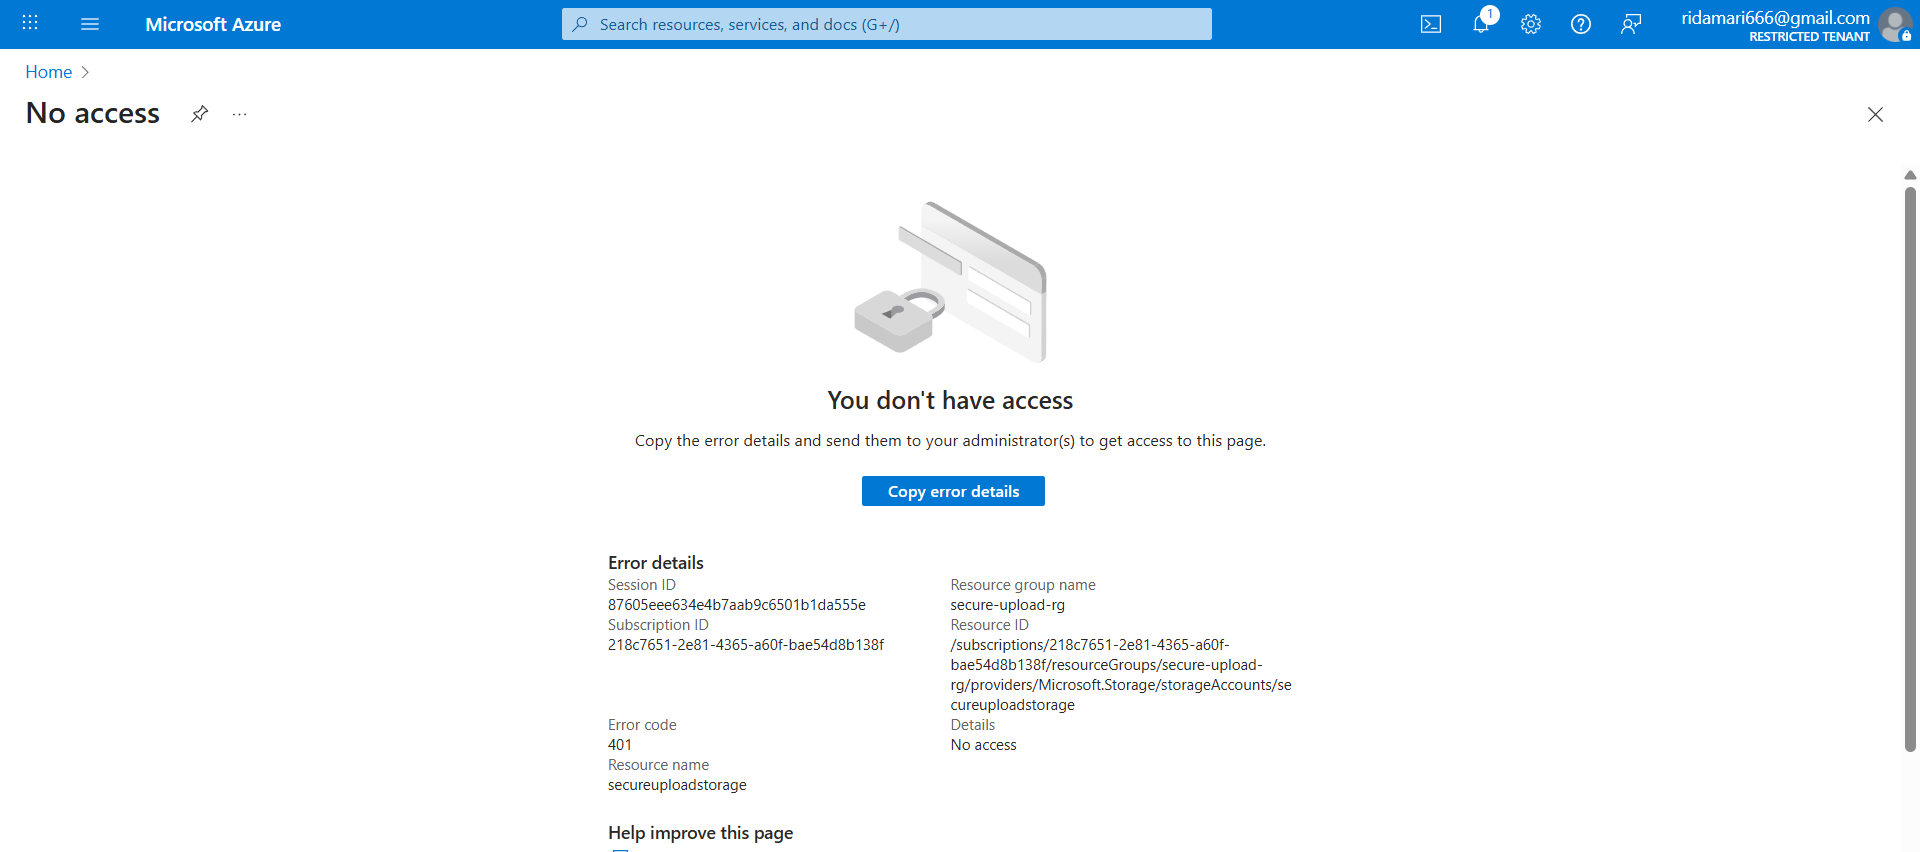 Microsoft Azure
Search resources, services, and docs (G+/)
1
ridamari666@gmail.com
RESTRICTED TENANT
Home
No access
You don't have access
Copy the error details and send them to your administrator(s) to get access to this page.
Copy error details
Error details
Session ID
87605eee634e4b7aab9c6501b1da555e
Resource group name
secure-upload-rg
Subscription ID
218c7651-2e81-4365-a60f-bae54d8b138f
Resource ID
/subscriptions/218c7651-2e81-4365-a60f-
bae54d8b138f/resourceGroups/secure-upload-
rg/providers/Microsoft.Storage/storageAccounts/se
cureuploadstorage
Error code
401
Details
No access
Resource name
secureuploadstorage
Help improve this page